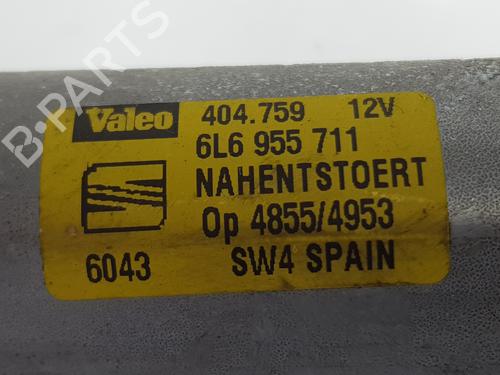 B-PARTS
Valeo 404.759 12V
6L6 955 711
NAHENTSTOERT
Op 4855/4953
6043 SW4 SPAIN